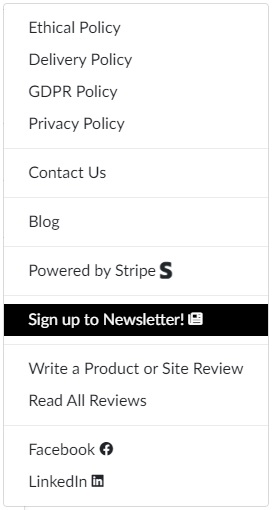 Ethical Policy
Delivery Policy
GDPR Policy
Privacy Policy
Contact Us
Blog
Powered by Stripe S
Sign up to Newsletter!
Write a Product or Site Review
Read All Reviews
Facebook
LinkedIn